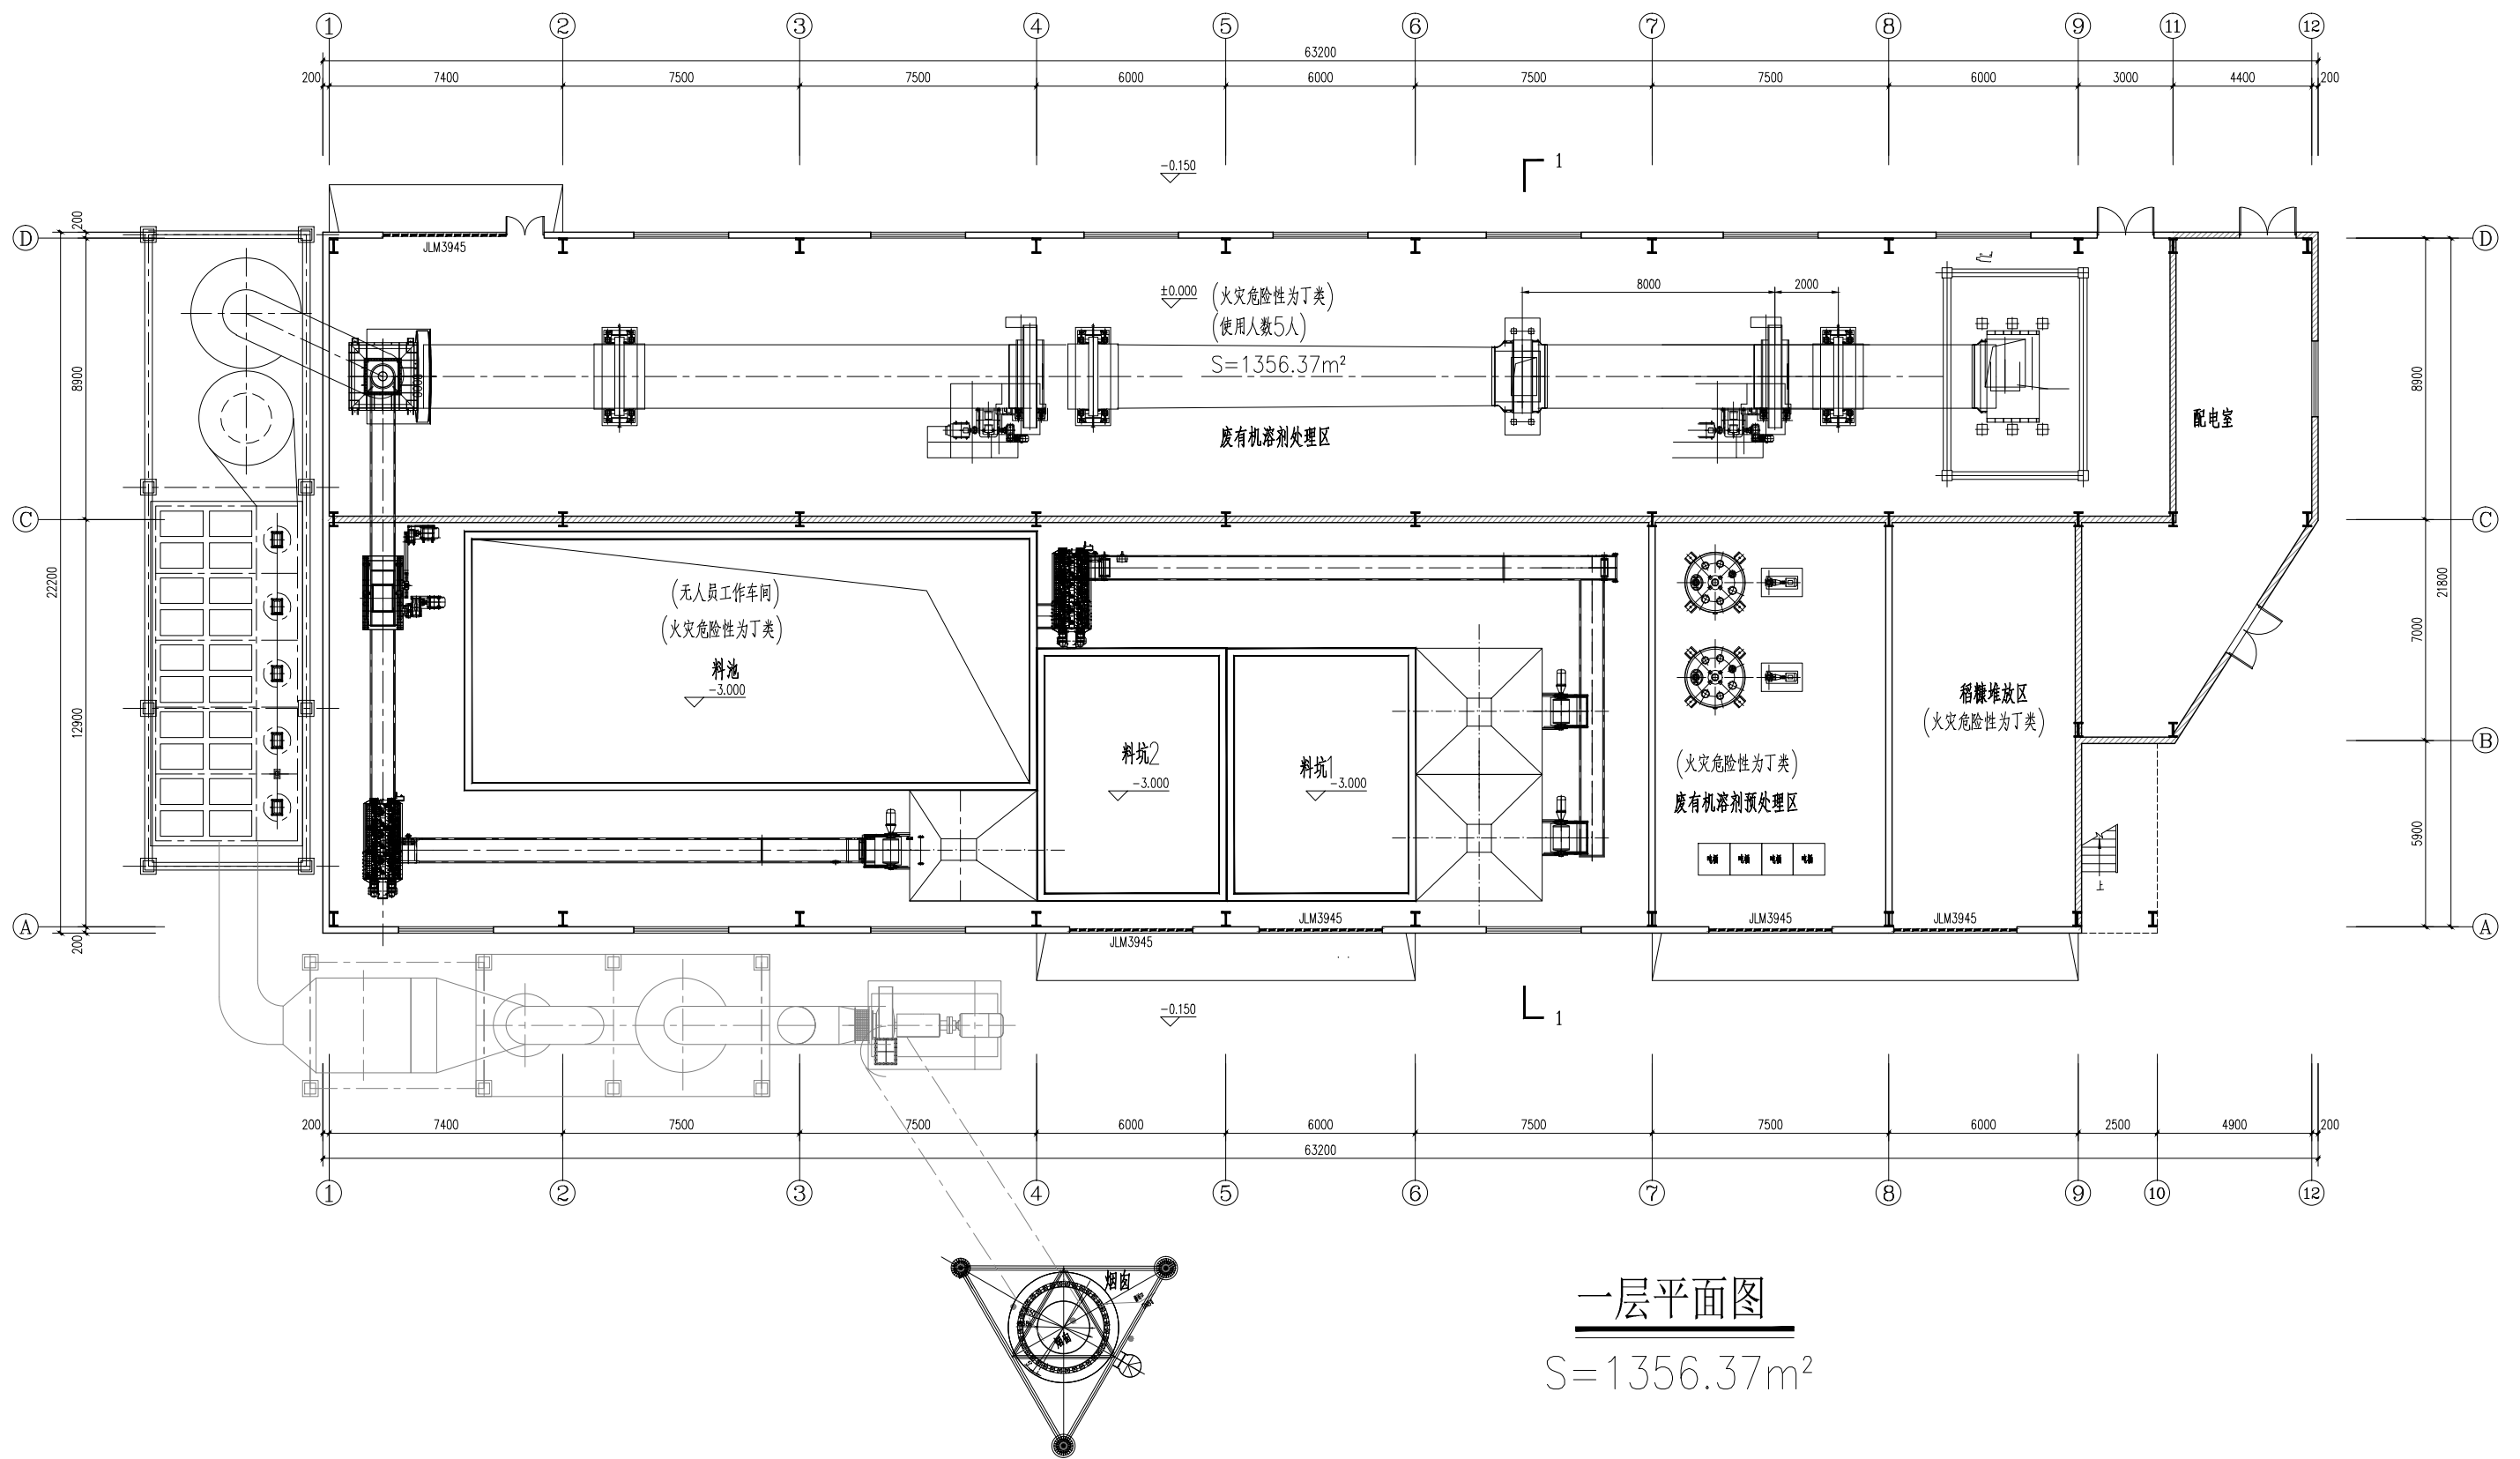 1 2 3 4 5 6 7 8 9 11 12
63200
200 7400 7500 7500 6000 6000 7500 7500 6000 3000 4400 200
-0.150
1
200
D
D
JLM3945
±0.000
(火灾危险性为丁类)
(使用人数5人)
S=1356.37m²
8000
2000
8900
8900
废有机溶剂处理区
配电室
C
C
22200
21800
(无人员工作车间)
(火灾危险性为丁类)
料池
-3.000
7000
12900
稻糠堆放区
(火灾危险性为丁类)
B
料坑2
-3.000
料坑1
-3.000
(火灾危险性为丁类)
废有机溶剂预处理区
5900
上
A
A
200
JLM3945
JLM3945
JLM3945
JLM3945
-0.150
1
200 7400 7500 7500 6000 6000 7500 7500 6000 2500 4900 200
63200
1 2 3 4 5 6 7 8 9 10 12
烟囱
一层平面图
S=1356.37m²